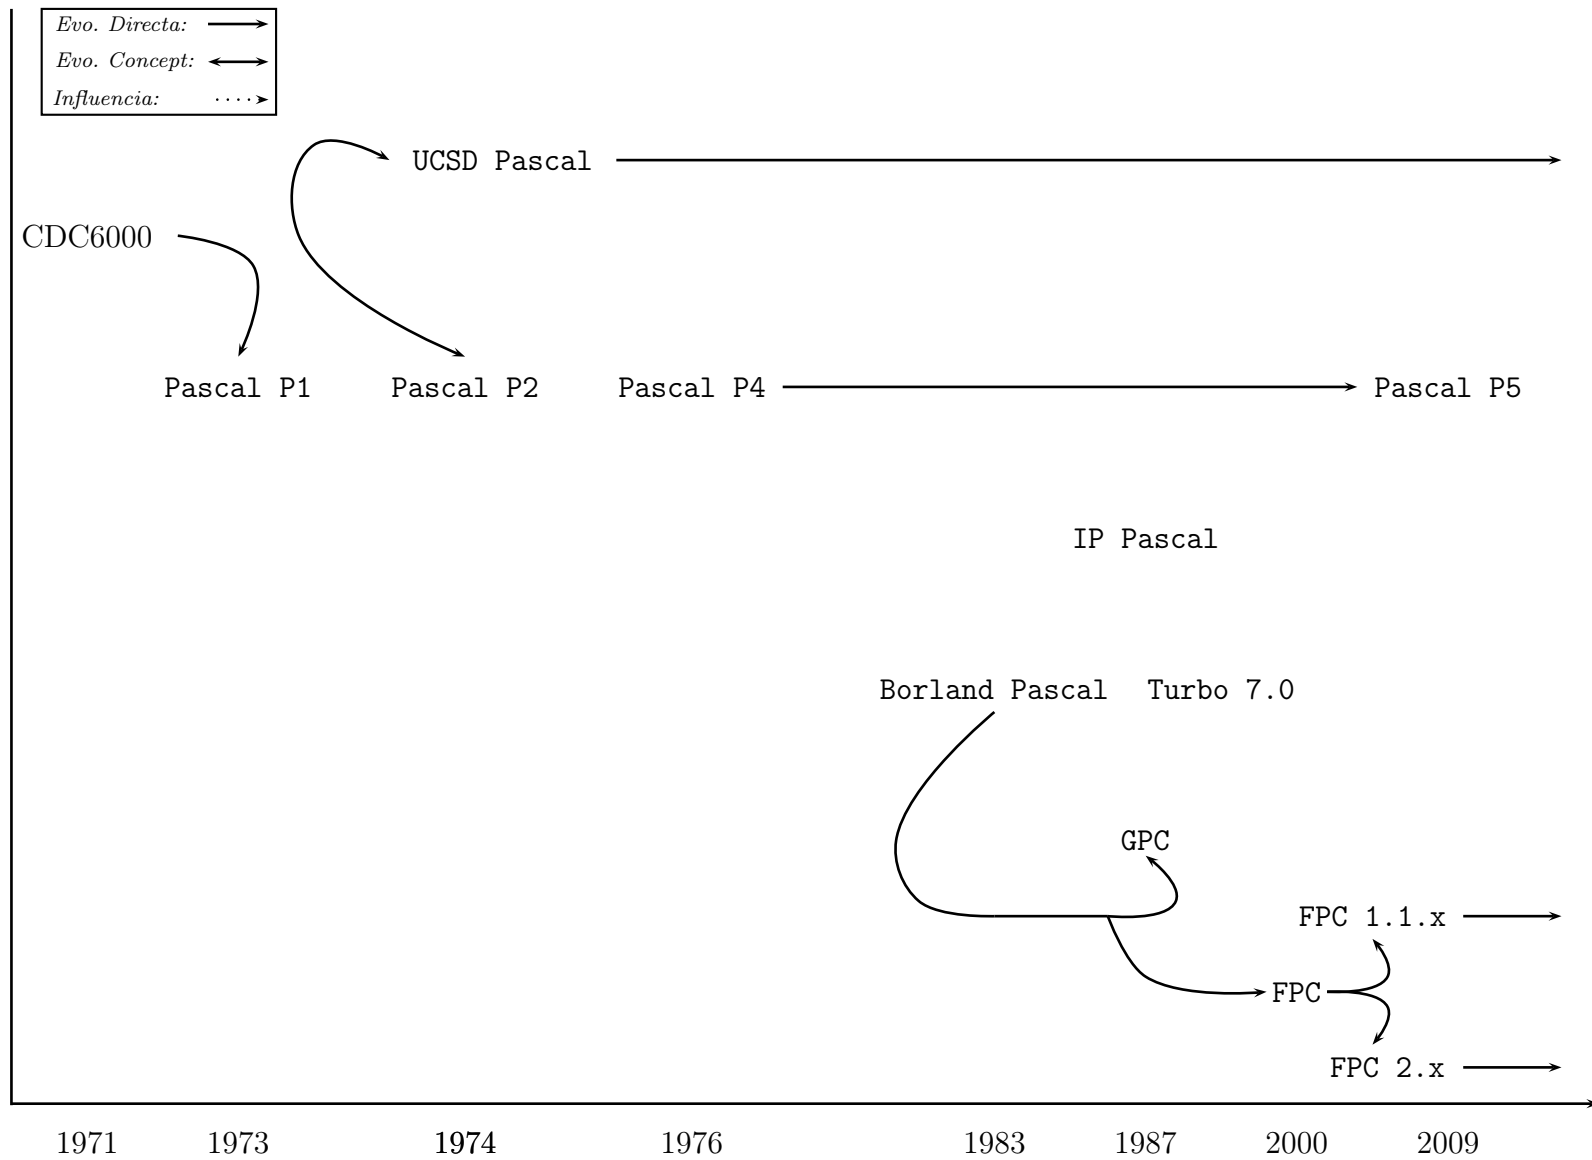 Evo. Directa:
Evo. Concept:
Influencia:
UCSD Pascal
CDC6000
Pascal P1 Pascal P2 Pascal P4 Pascal P5
IP Pascal
Borland Pascal Turbo 7.0
GPC
FPC 1.1.x
FPC
FPC 2.x
1971 1973 1974 1976 1983 1987 2000 2009